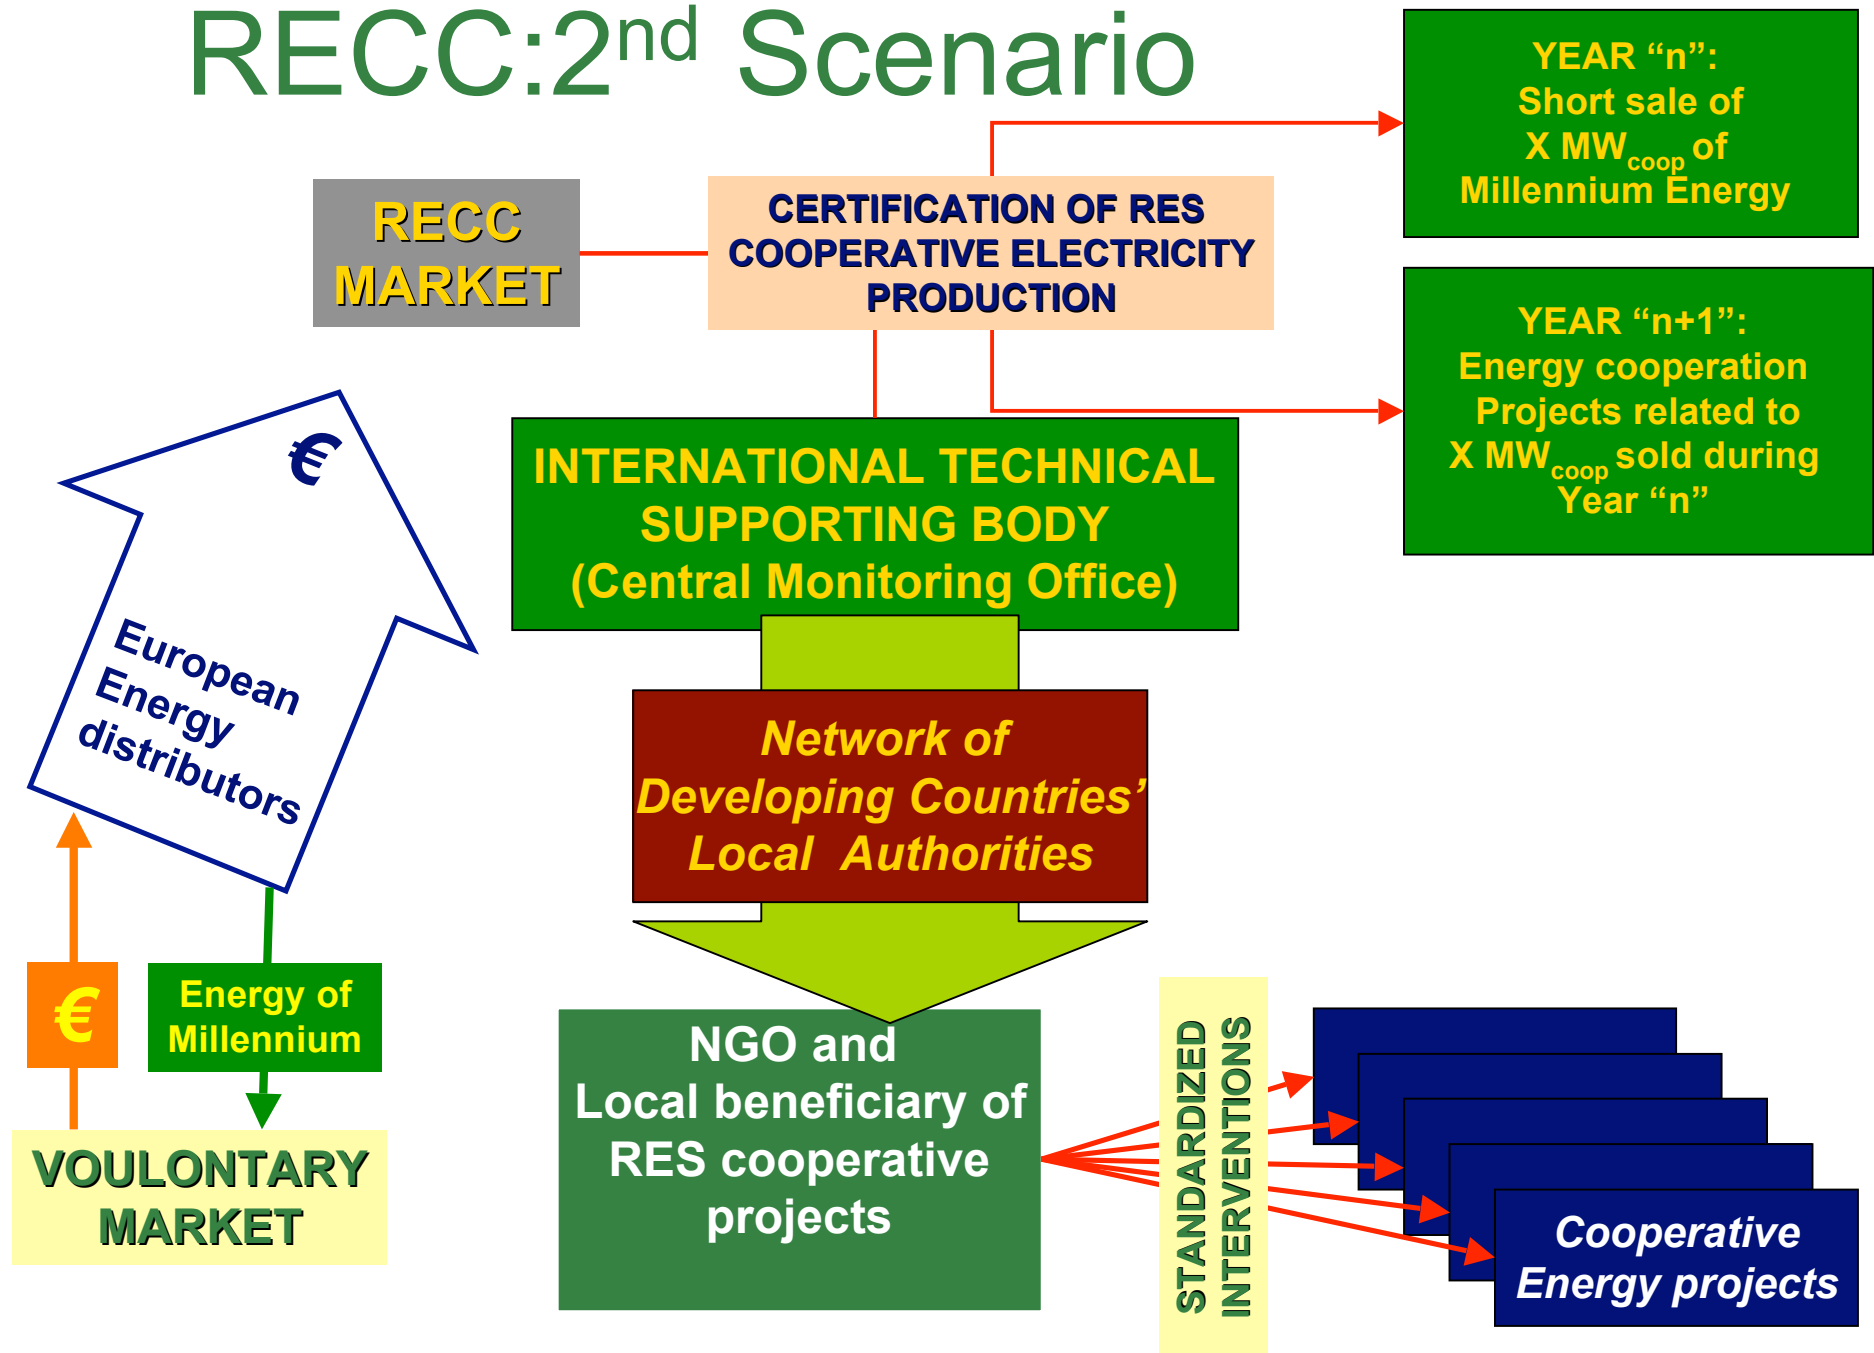 RECC:2nd Scenario
YEAR “n”:
Short sale of
X MWcoop of
Millennium Energy
RECC
MARKET
CERTIFICATION OF RES
COOPERATIVE ELECTRICITY
PRODUCTION
YEAR “n+1”:
Energy cooperation
Projects related to
X MWcoop sold during
Year “n”
€
European
Energy
distributors
INTERNATIONAL TECHNICAL
SUPPORTING BODY
(Central Monitoring Office)
Network of
Developing Countries’
Local Authorities
€
Energy of
Millennium
VOULONTARY
MARKET
NGO and
Local beneficiary of
RES cooperative
projects
STANDARDIZED
INTERVENTIONS
Cooperative
Energy projects